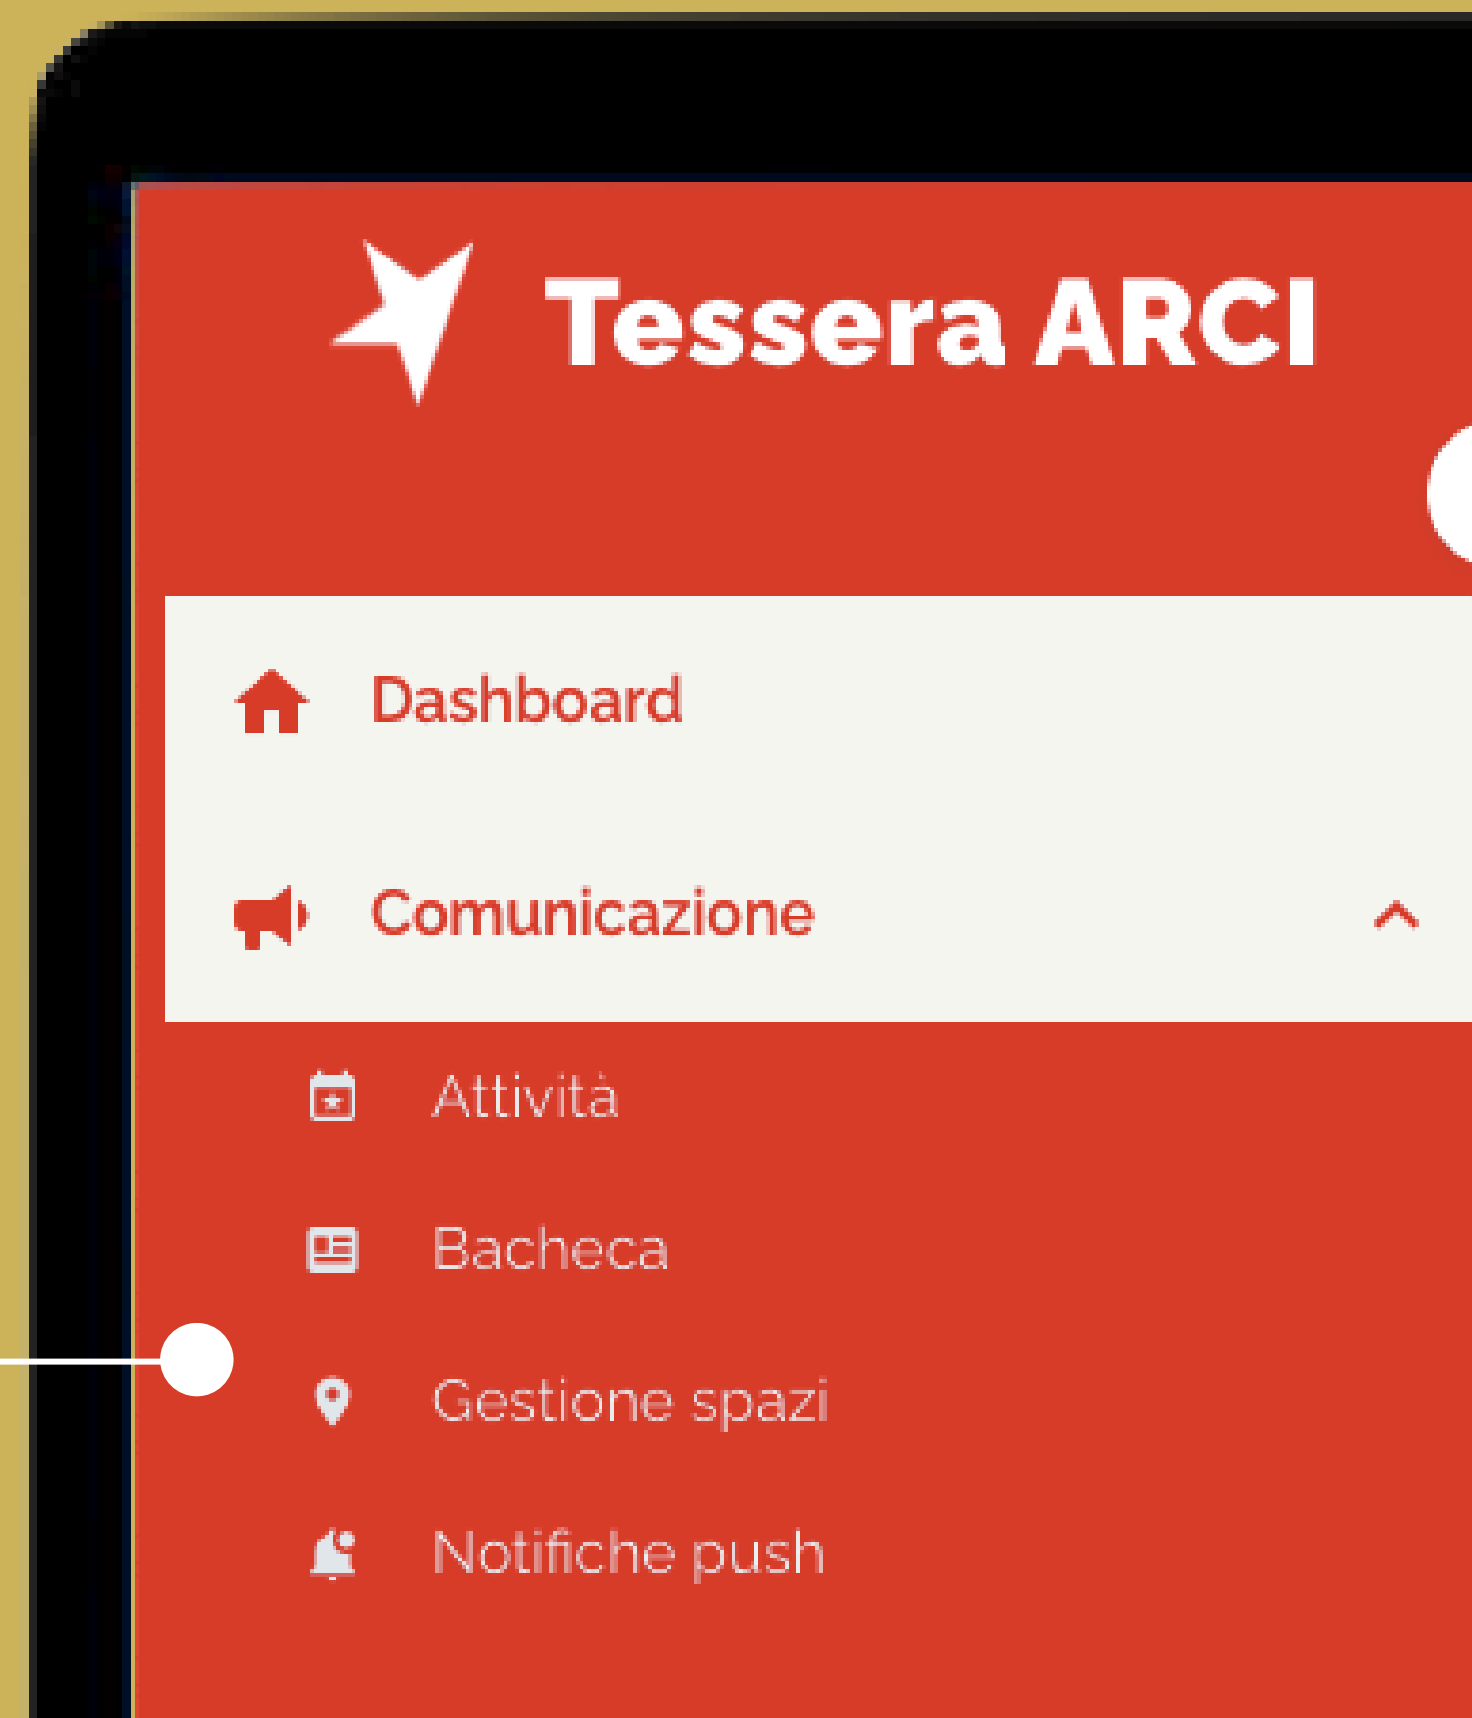 Tessera ARCI
Dashboard
Comunicazione
Attività
Bacheca
Gestione spazi
Notifiche push